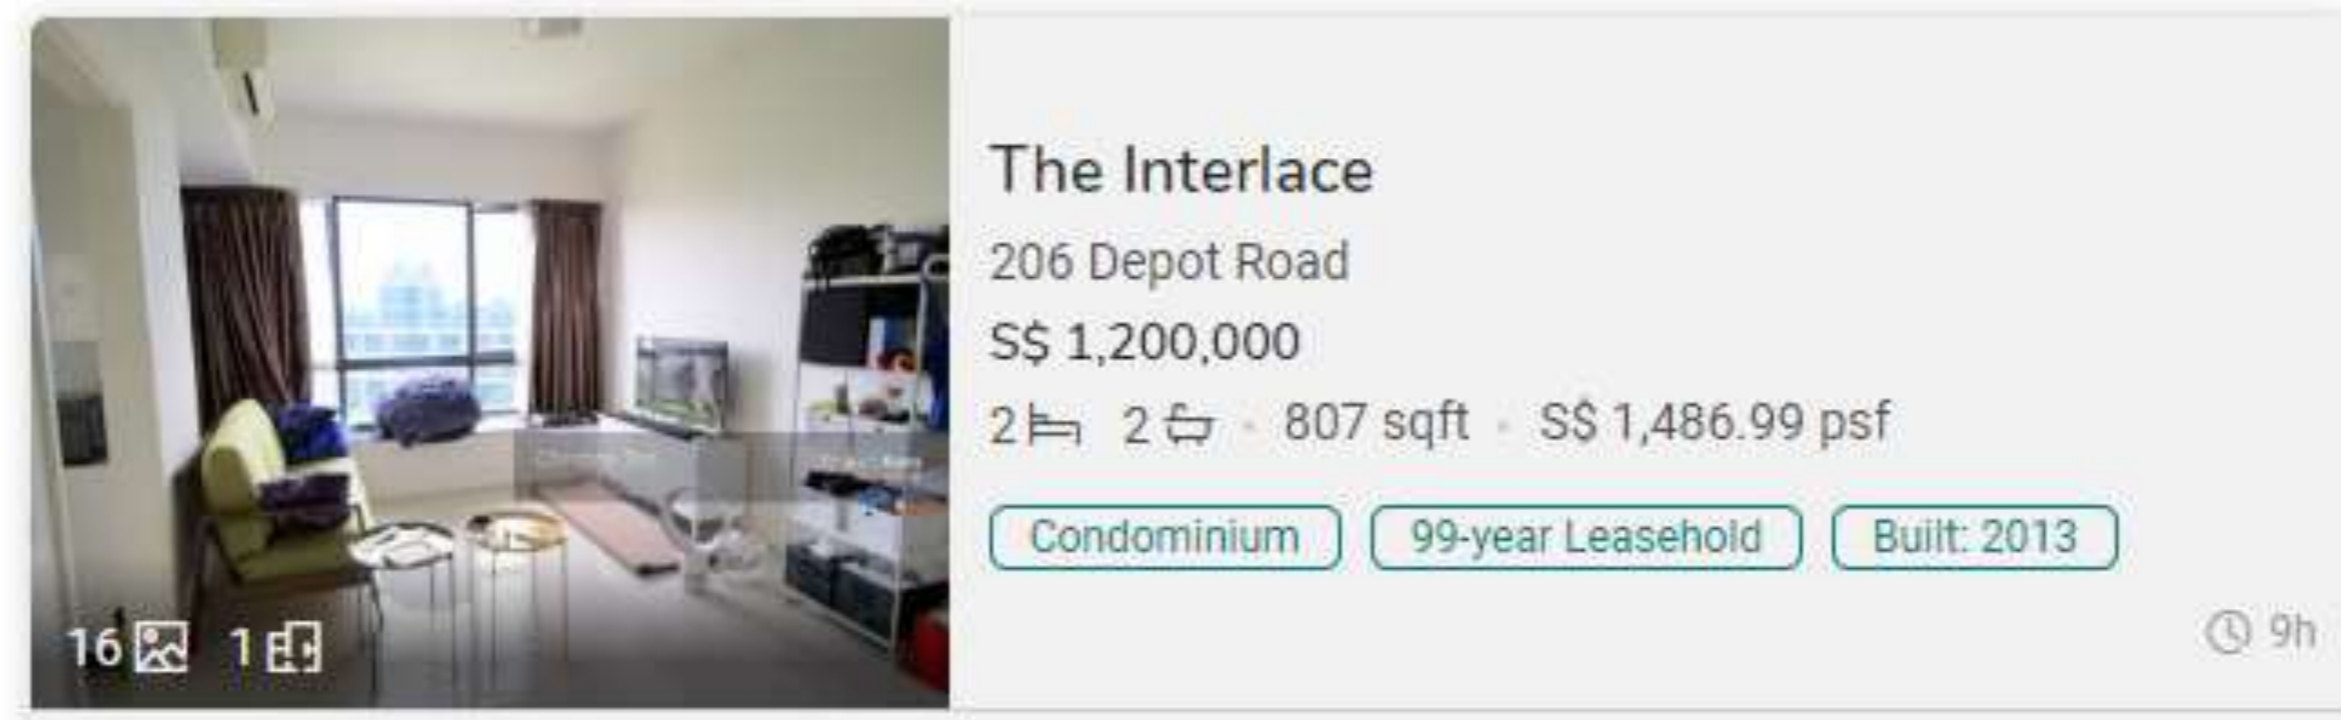 The Interlace
206 Depot Road
S$ 1,200,000
2 2 · 807 sqft · S$ 1,486.99 psf
Condominium 99-year Leasehold Built: 2013
16 1
9h